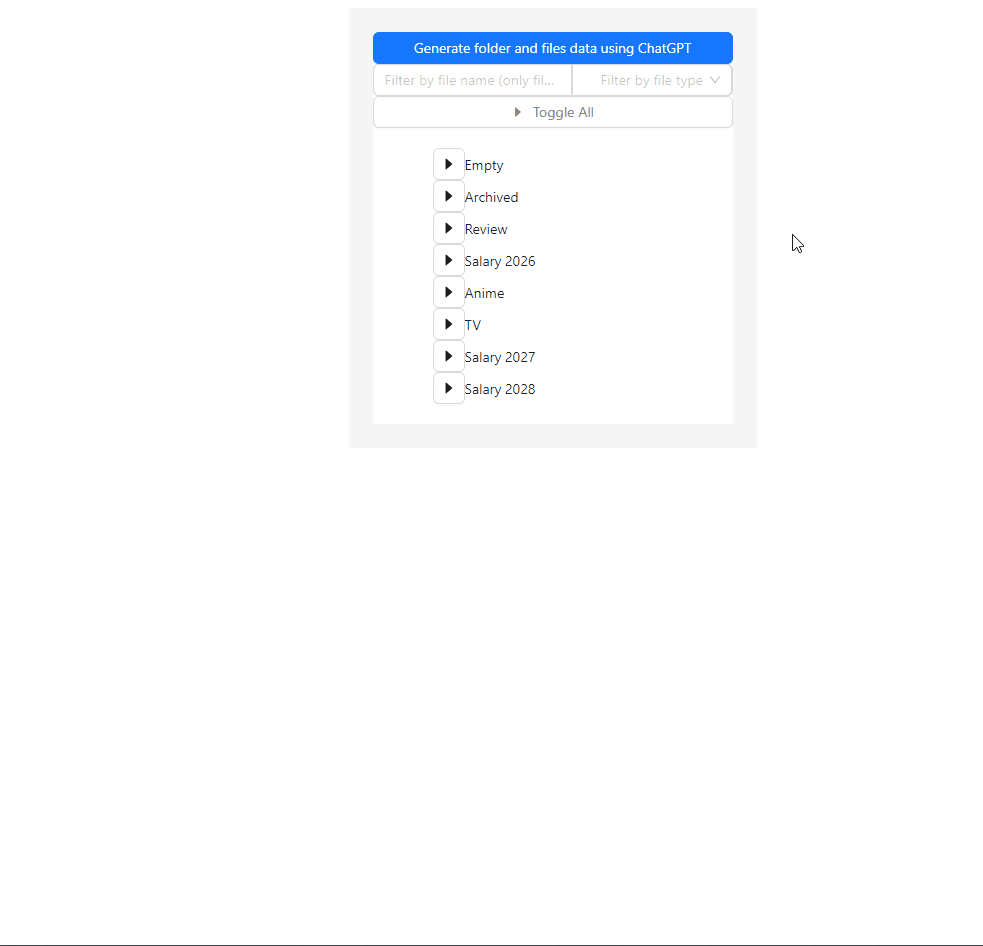 Generate folder and files data using ChatGPT
Filter by file name (only fil... Filter by file type
Toggle All
Empty
Archived
Review
Salary 2026
Anime
TV
Salary 2027
Salary 2028